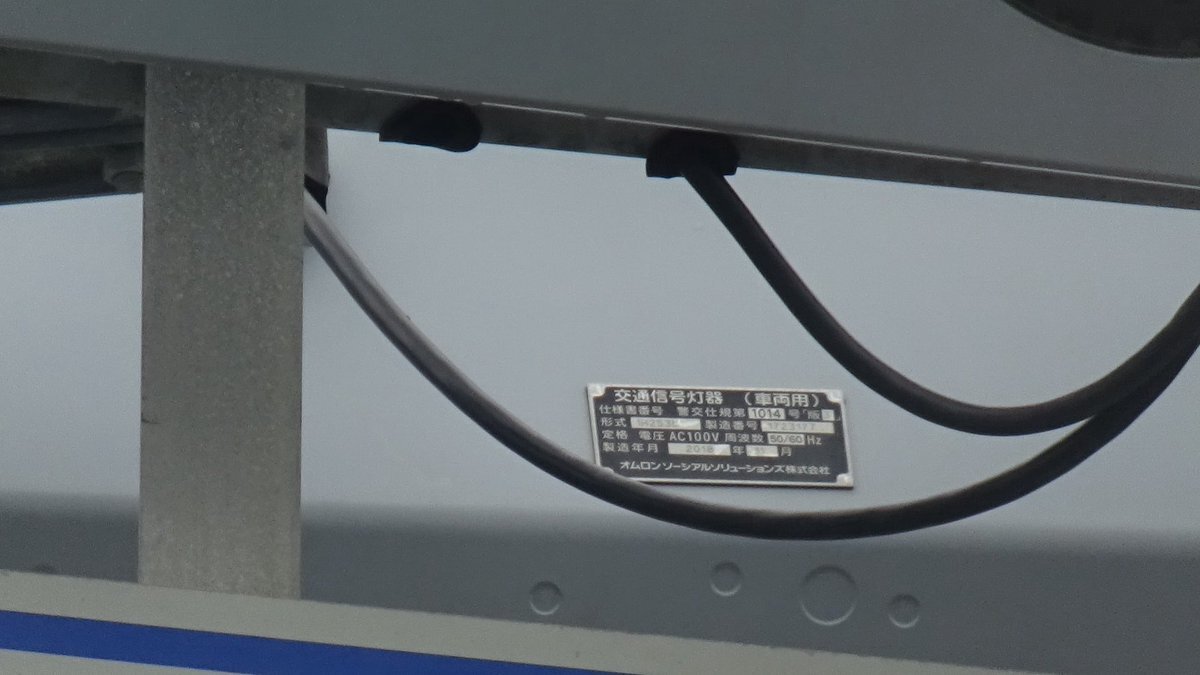 交通信号灯器 (車両用)
仕様書番号 警交仕規第 1014 号「版
形式 製造番号
定格 電圧 AC100V 周波数 50/60 Hz
製造年月 2018 年 月
オムロンソーシアルソリューションズ株式会社